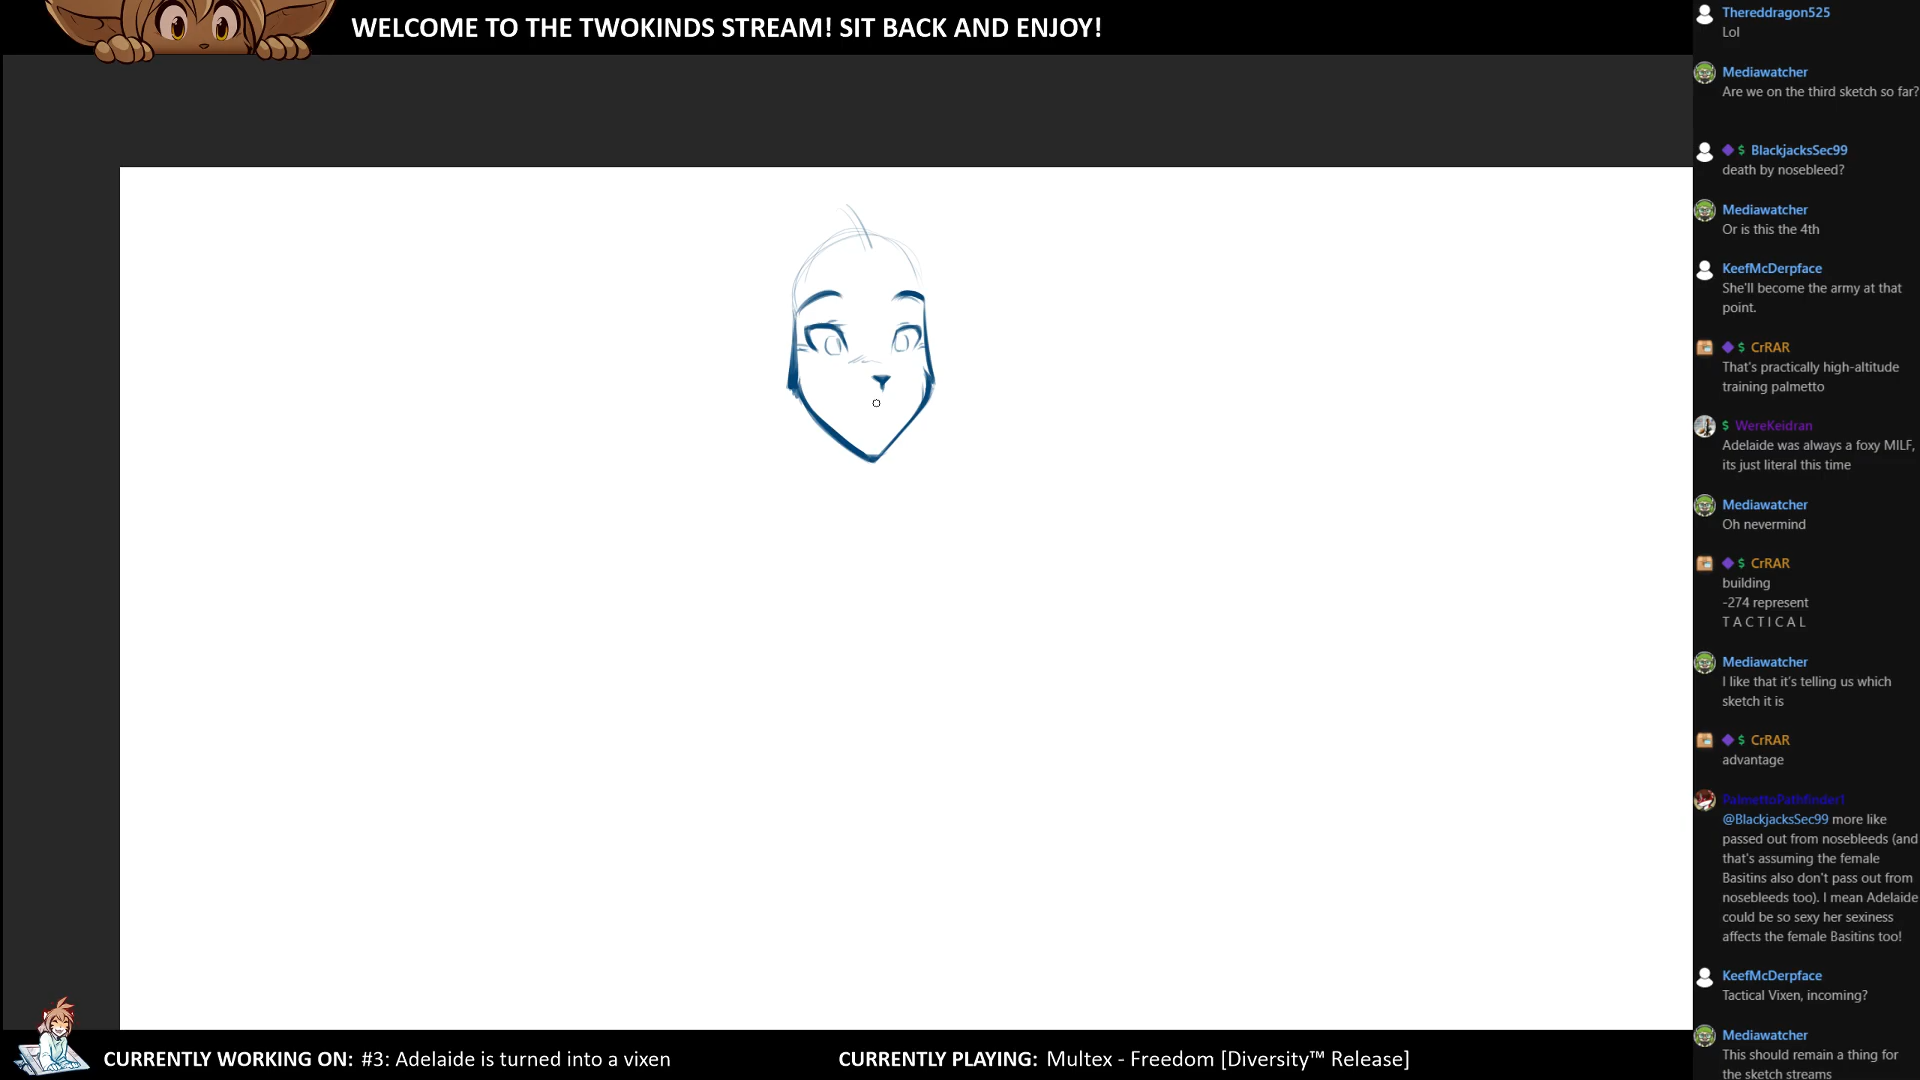 WELCOME TO THE TWOKINDS STREAM! SIT BACK AND ENJOY!
Thereddragon525
Lol
Mediawatcher
Are we on the third sketch so far?
$ BlackjacksSec99
death by nosebleed?
Mediawatcher
Or is this the 4th
KeefMcDerpface
She'll become the army at that
point.
$ CrRAR
That's practically high-altitude
training palmetto
$ WereKeidran
Adelaide was always a foxy MILF,
its just literal this time
Mediawatcher
Oh nevermind
$ CrRAR
building
-274 represent
T A C T I C A L
Mediawatcher
I like that it's telling us which
sketch it is
$ CrRAR
advantage
PalmettoPathfinder1
@BlackjacksSec99 more like
passed out from nosebleeds (and
that's assuming the female
Basitins also don't pass out from
nosebleeds too). I mean Adelaide
could be so sexy her sexiness
affects the female Basitins too!
KeefMcDerpface
Tactical Vixen, incoming?
Mediawatcher
This should remain a thing for
the sketch streams
CURRENTLY WORKING ON: #3: Adelaide is turned into a vixen
CURRENTLY PLAYING: Multex - Freedom [Diversity™ Release]